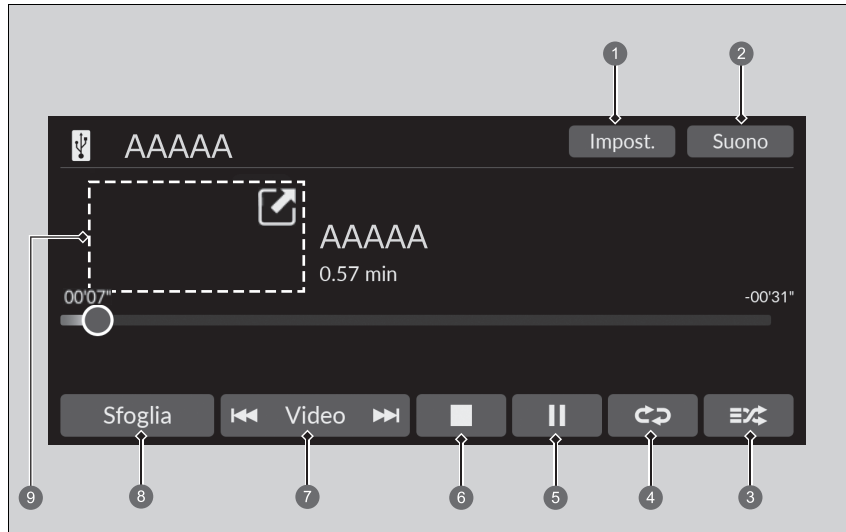 1 2
AAAAA Impost. Suono
AAAAA
9
0.57 min
00'07" -00'31"
Sfoglia Video
9 8 7 6 5 4 3